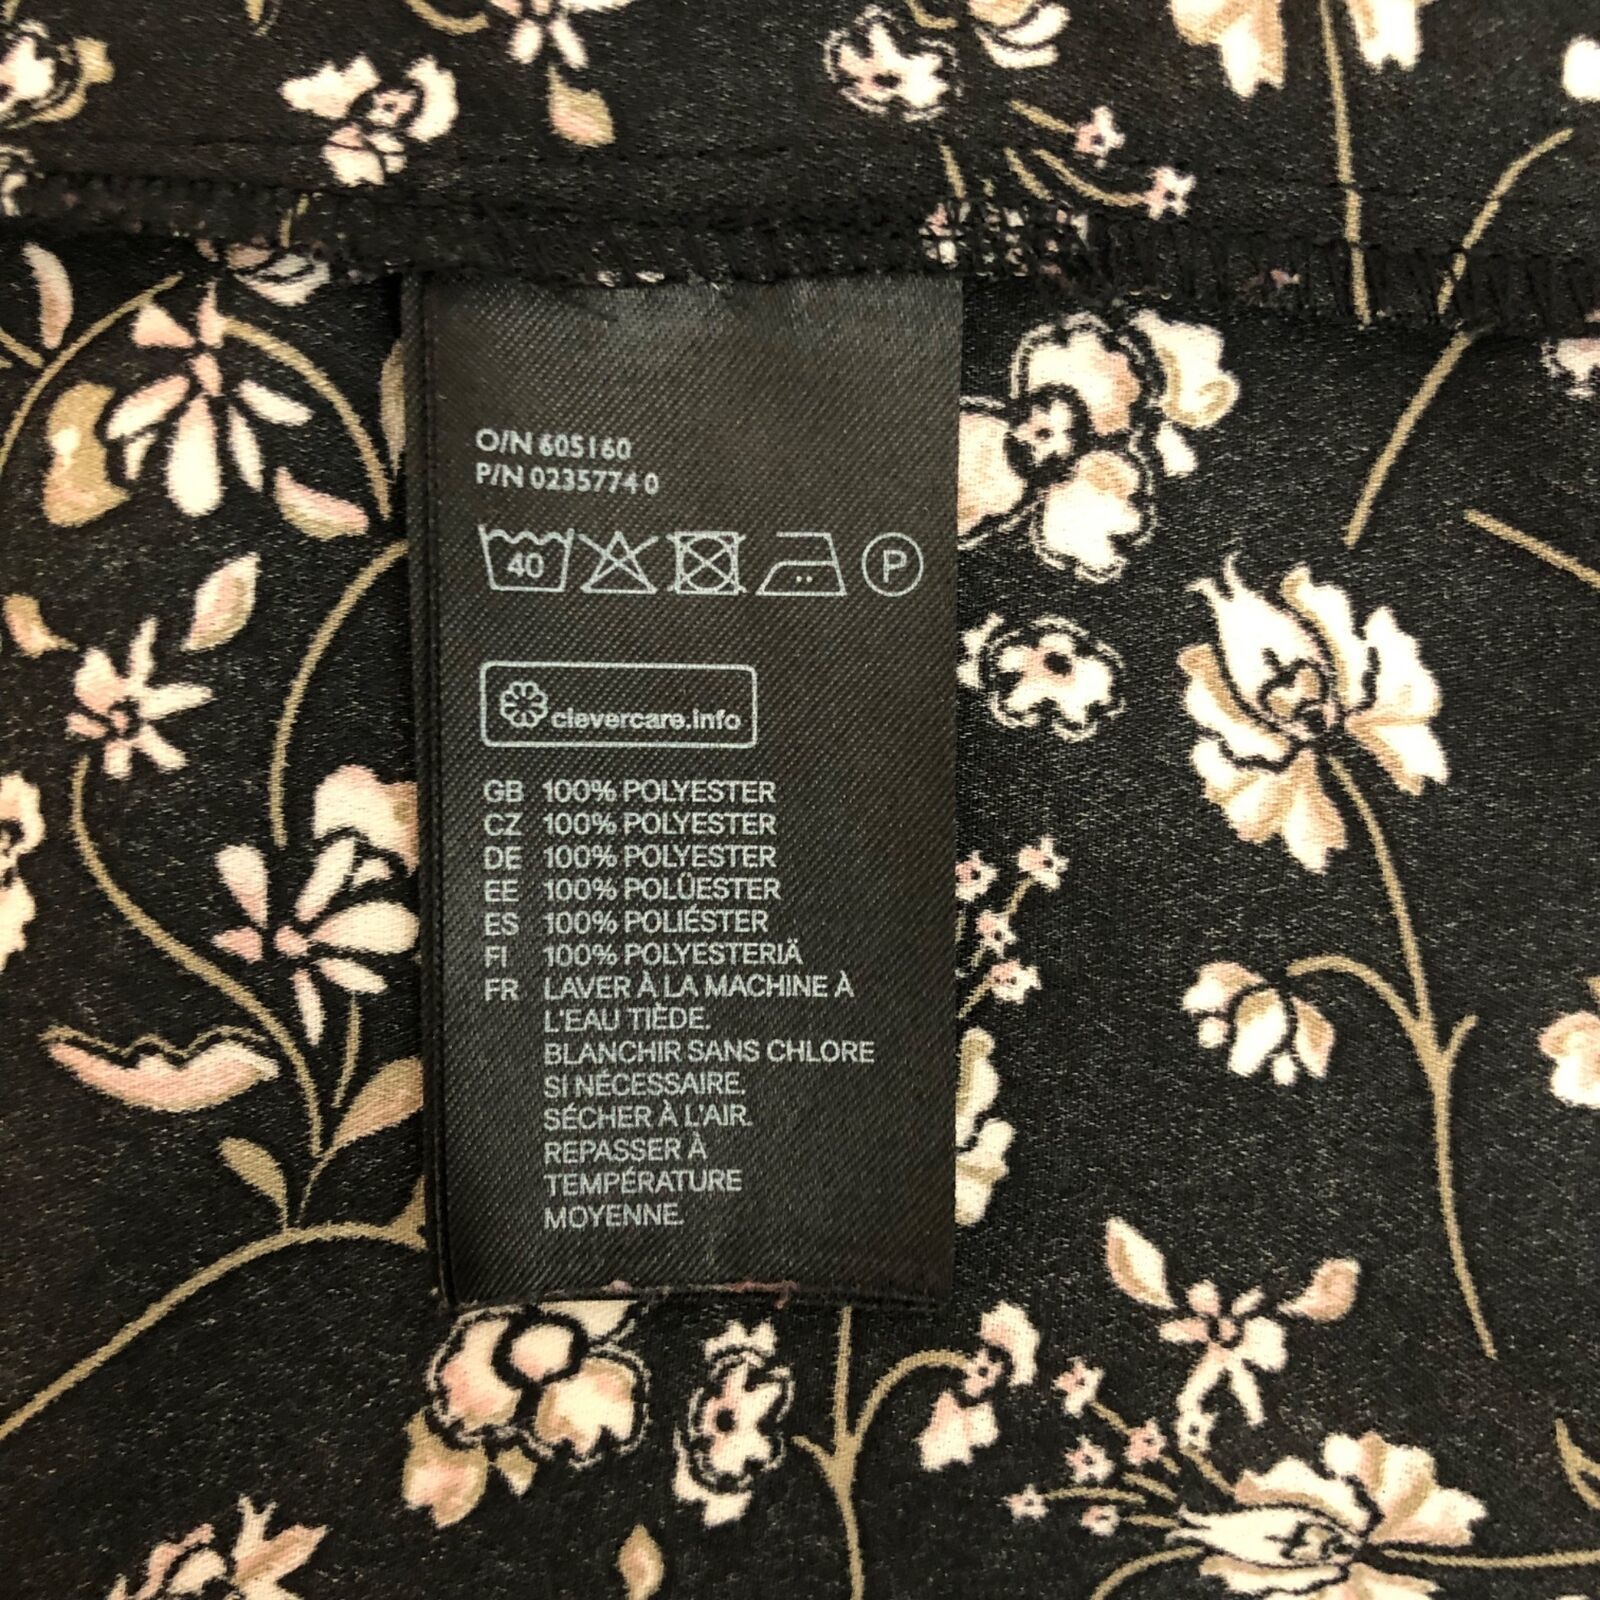 O/N 605160
P/N 0235774 0
40 P
clevercare.info
GB 100% POLYESTER
CZ 100% POLYESTER
DE 100% POLYESTER
EE 100% POLÜESTER
ES 100% POLIÉSTER
FI 100% POLYESTERIÄ
FR LAVER À LA MACHINE À
L'EAU TIÈDE.
BLANCHIR SANS CHLORE
SI NÉCESSAIRE.
SÉCHER À L'AIR.
REPASSER À
TEMPÉRATURE
MOYENNE.